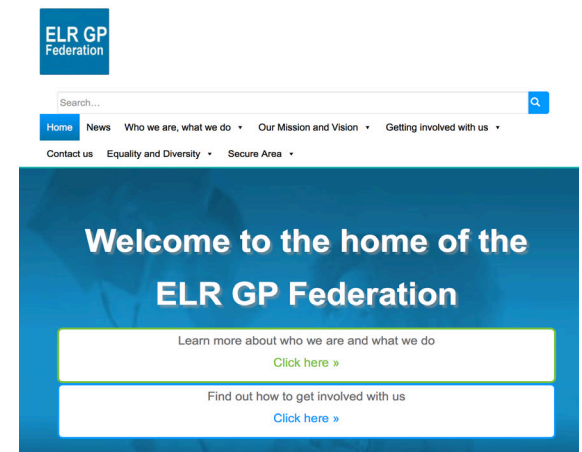 ELR GP
Federation
Search...
Home News Who we are, what we do Our Mission and Vision Getting involved with us
Contact us Equality and Diversity Secure Area
Welcome to the home of the
ELR GP Federation
Learn more about who we are and what we do
Click here »
Find out how to get involved with us
Click here »